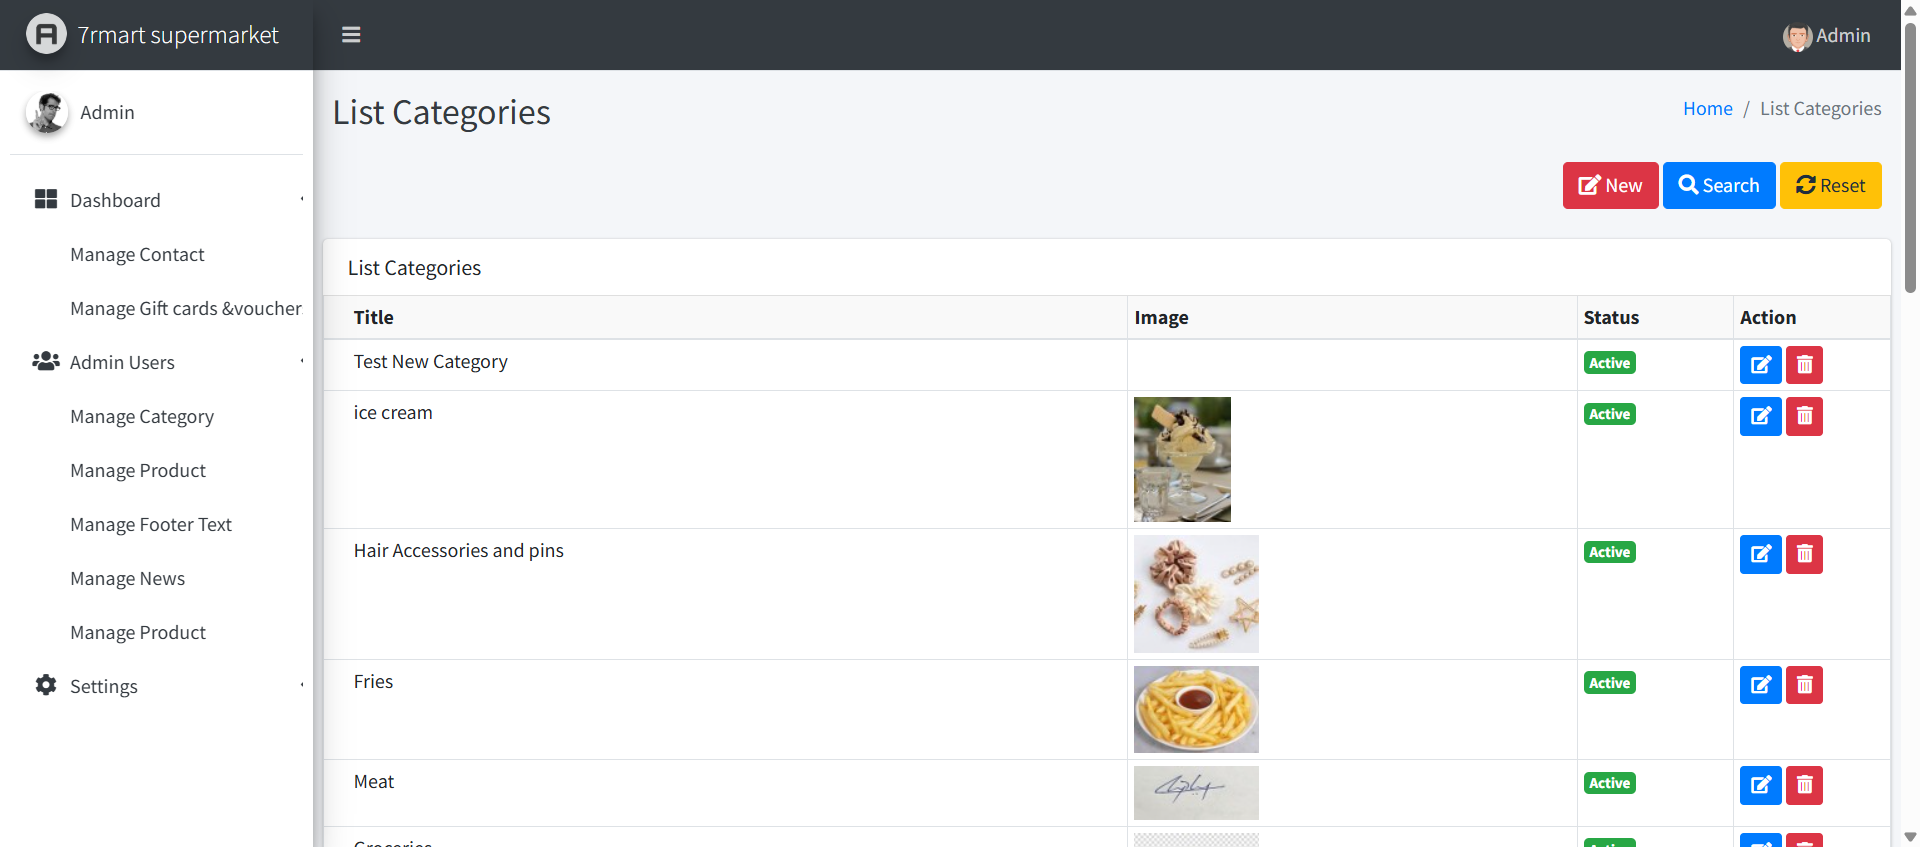 7rmart supermarket
Admin
Admin
List Categories
Home / List Categories
New
Search
Reset
Dashboard
Manage Contact
Manage Gift cards &voucher
Admin Users
Manage Category
Manage Product
Manage Footer Text
Manage News
Manage Product
Settings
List Categories
Title Image Status Action
Test New Category Active
ice cream Active
Hair Accessories and pins Active
Fries Active
Meat Active